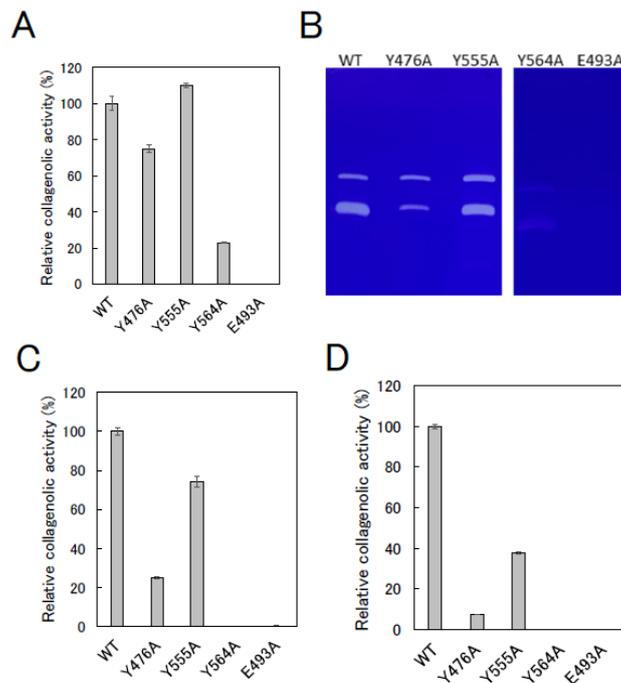 A
Relative collagenolic activity (%)
120
100
80
60
40
20
0
WT
Y476A
Y555A
Y564A
E493A
B
WT Y476A Y555A Y564A E493A
C
Relative collagenolic activity (%)
120
100
80
60
40
20
0
WT
Y476A
Y555A
Y564A
E493A
D
Relative collagenolic activity (%)
120
100
80
60
40
20
0
WT
Y476A
Y555A
Y564A
E493A